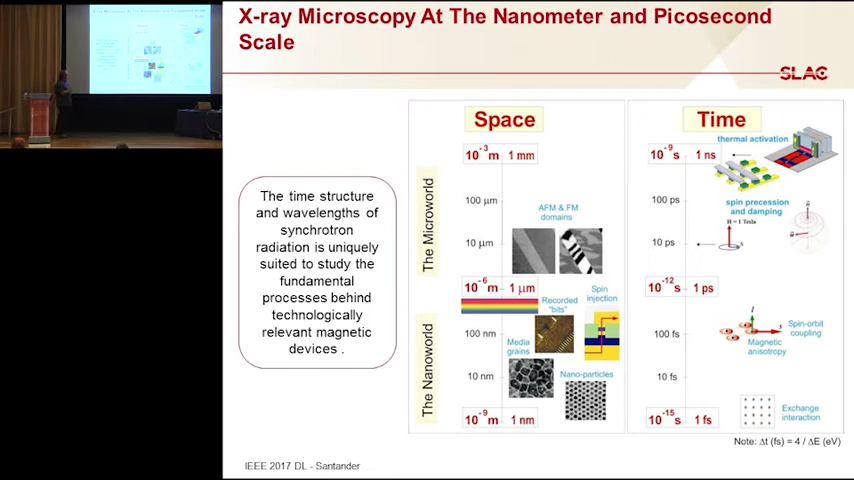 X-ray Microscopy At The Nanometer and Picosecond
Scale
SLAC
The time structure
and wavelengths of
synchrotron
radiation is uniquely
suited to study the
fundamental
processes behind
technologically
relevant magnetic
devices .
Space
10⁻³ m 1 mm
The Microworld
100 µm
AFM & FM
domains
10 µm
10⁻⁶ m 1 µm
Spin
injection
Recorded
"bits"
The Nanoworld
100 nm
Media
grains
10 nm
Nano-particles
10⁻⁹ m 1 nm
Time
10⁻⁹ s 1 ns
thermal activation
100 ps
spin precession
and damping
H = 1 Tesla
10 ps
10⁻¹² s 1 ps
100 fs
Spin-orbit
coupling
Magnetic
anisotropy
10 fs
10⁻¹⁵ s 1 fs
Exchange
interaction
Note: Δt (fs) = 4 / ΔE (eV)
IEEE 2017 DL - Santander